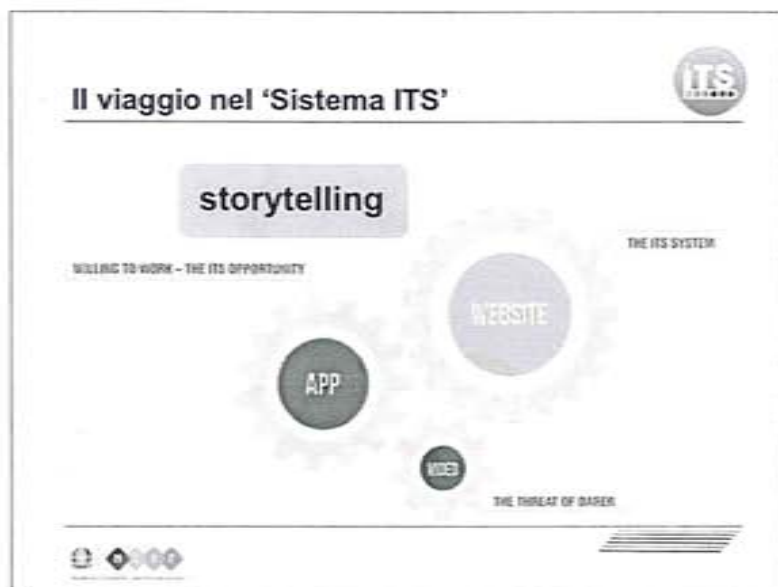 Il viaggio nel ‘Sistema ITS’
iTS
storytelling
THE ITS SYSTEM
WILLING TO WORK – THE ITS OPPORTUNITY
WEBSITE
APP
THE THREAT OF